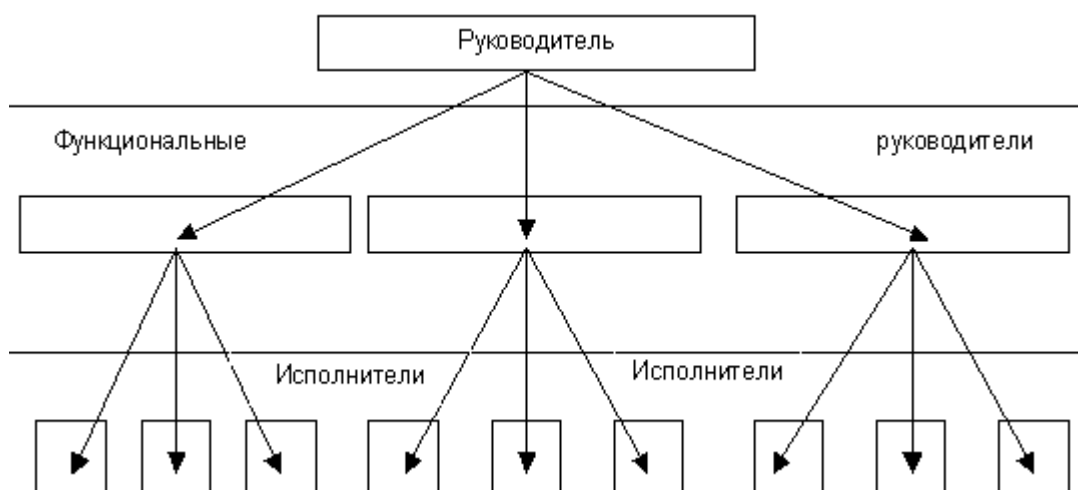 Руководитель
Функциональные руководители
Исполнители Исполнители